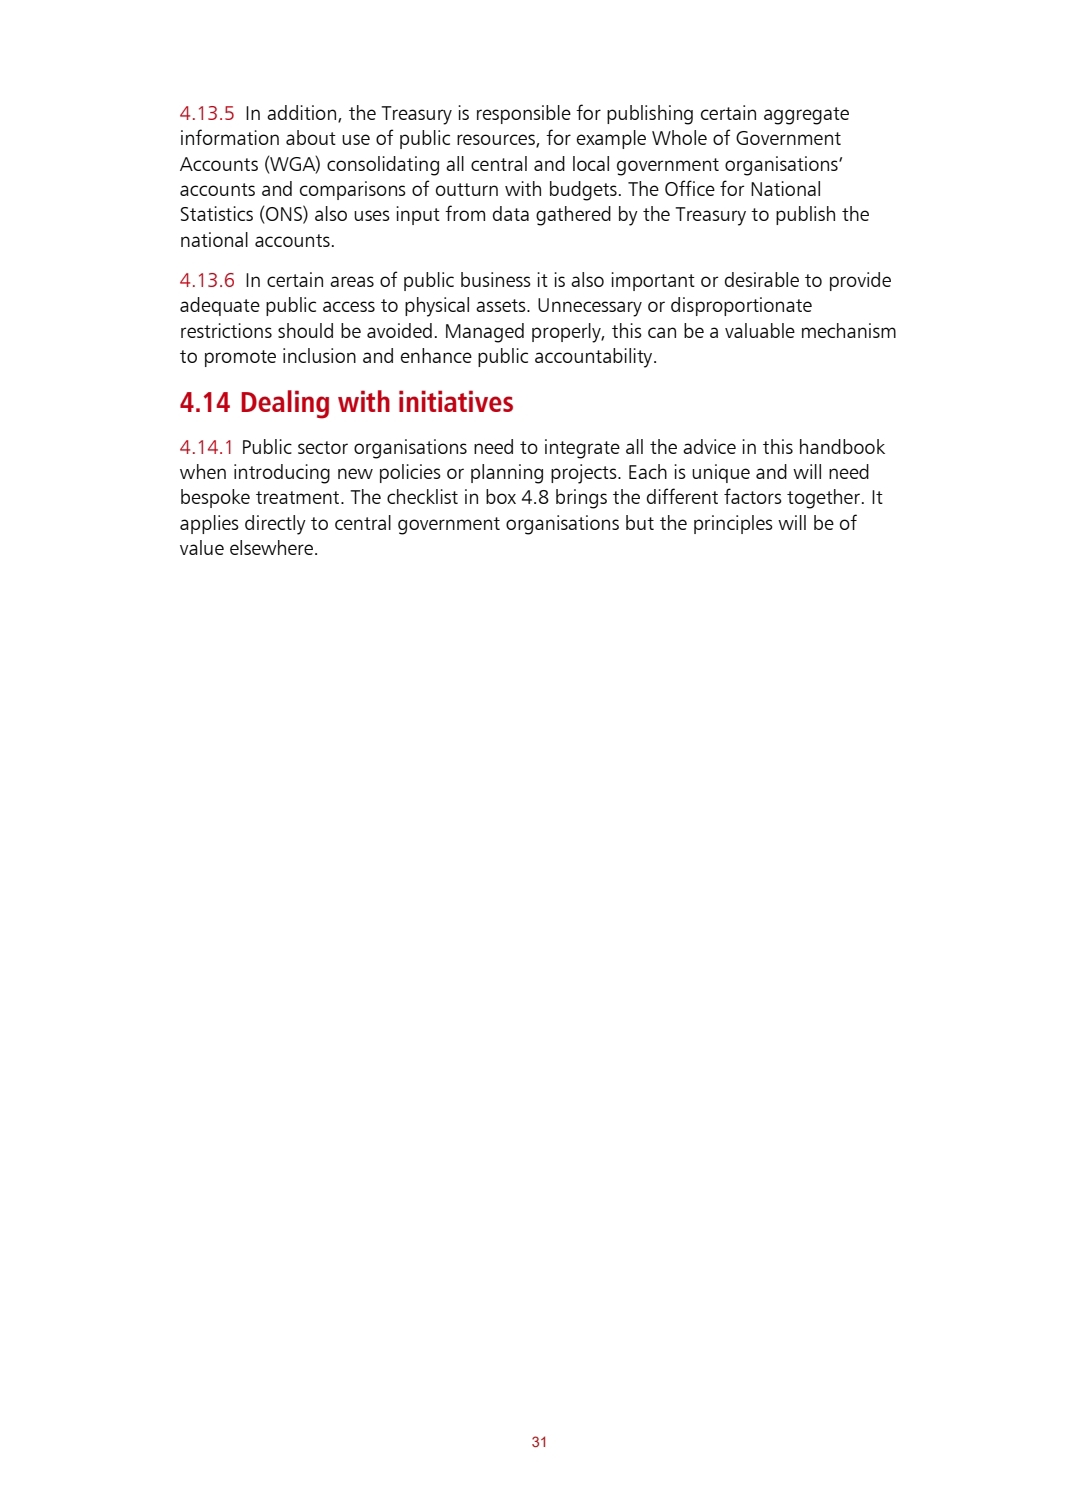 4.13.5 In addition, the Treasury is responsible for publishing certain aggregate
information about use of public resources, for example Whole of Government
Accounts (WGA) consolidating all central and local government organisations’
accounts and comparisons of outturn with budgets. The Office for National
Statistics (ONS) also uses input from data gathered by the Treasury to publish the
national accounts.
4.13.6 In certain areas of public business it is also important or desirable to provide
adequate public access to physical assets. Unnecessary or disproportionate
restrictions should be avoided. Managed properly, this can be a valuable mechanism
to promote inclusion and enhance public accountability.
4.14 Dealing with initiatives
4.14.1 Public sector organisations need to integrate all the advice in this handbook
when introducing new policies or planning projects. Each is unique and will need
bespoke treatment. The checklist in box 4.8 brings the different factors together. It
applies directly to central government organisations but the principles will be of
value elsewhere.
31